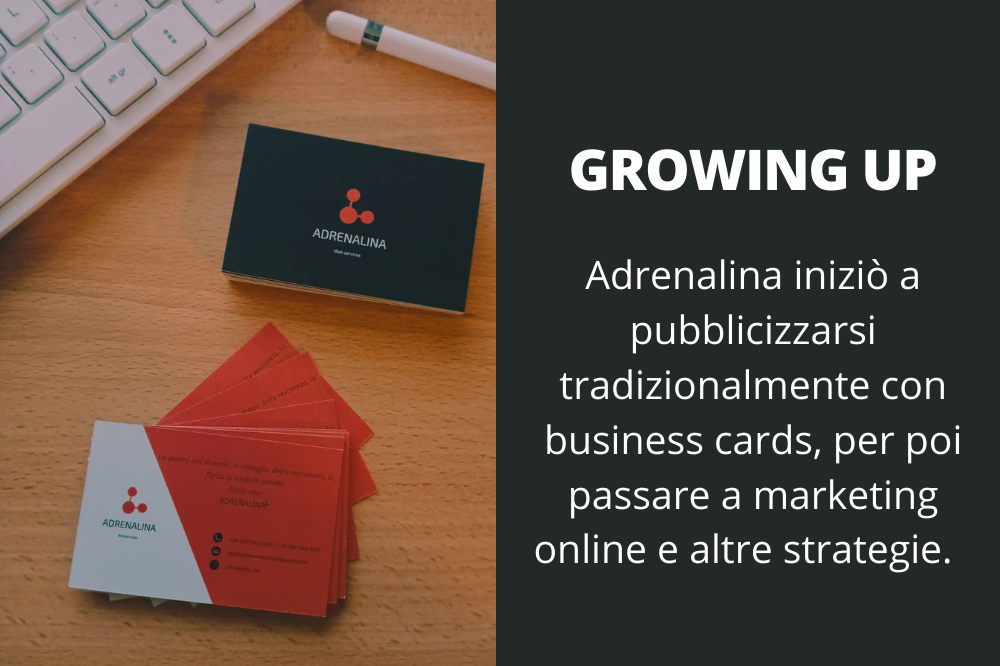 alt gr
ADRENALINA
ADRENALINA
ADRENALINA
GROWING UP
Adrenalina iniziò a
pubblicizzarsi
tradizionalmente con
business cards, per poi
passare a marketing
online e altre strategie.